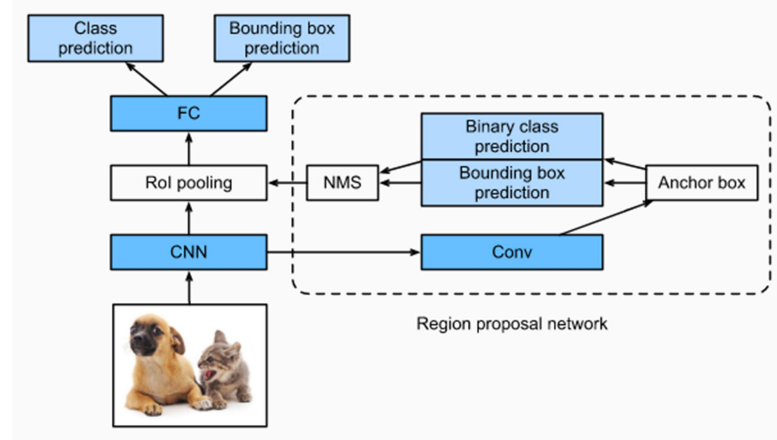 Class
prediction
Bounding box
prediction
FC
Binary class
prediction
RoI pooling
NMS
Bounding box
prediction
Anchor box
CNN
Conv
Region proposal network